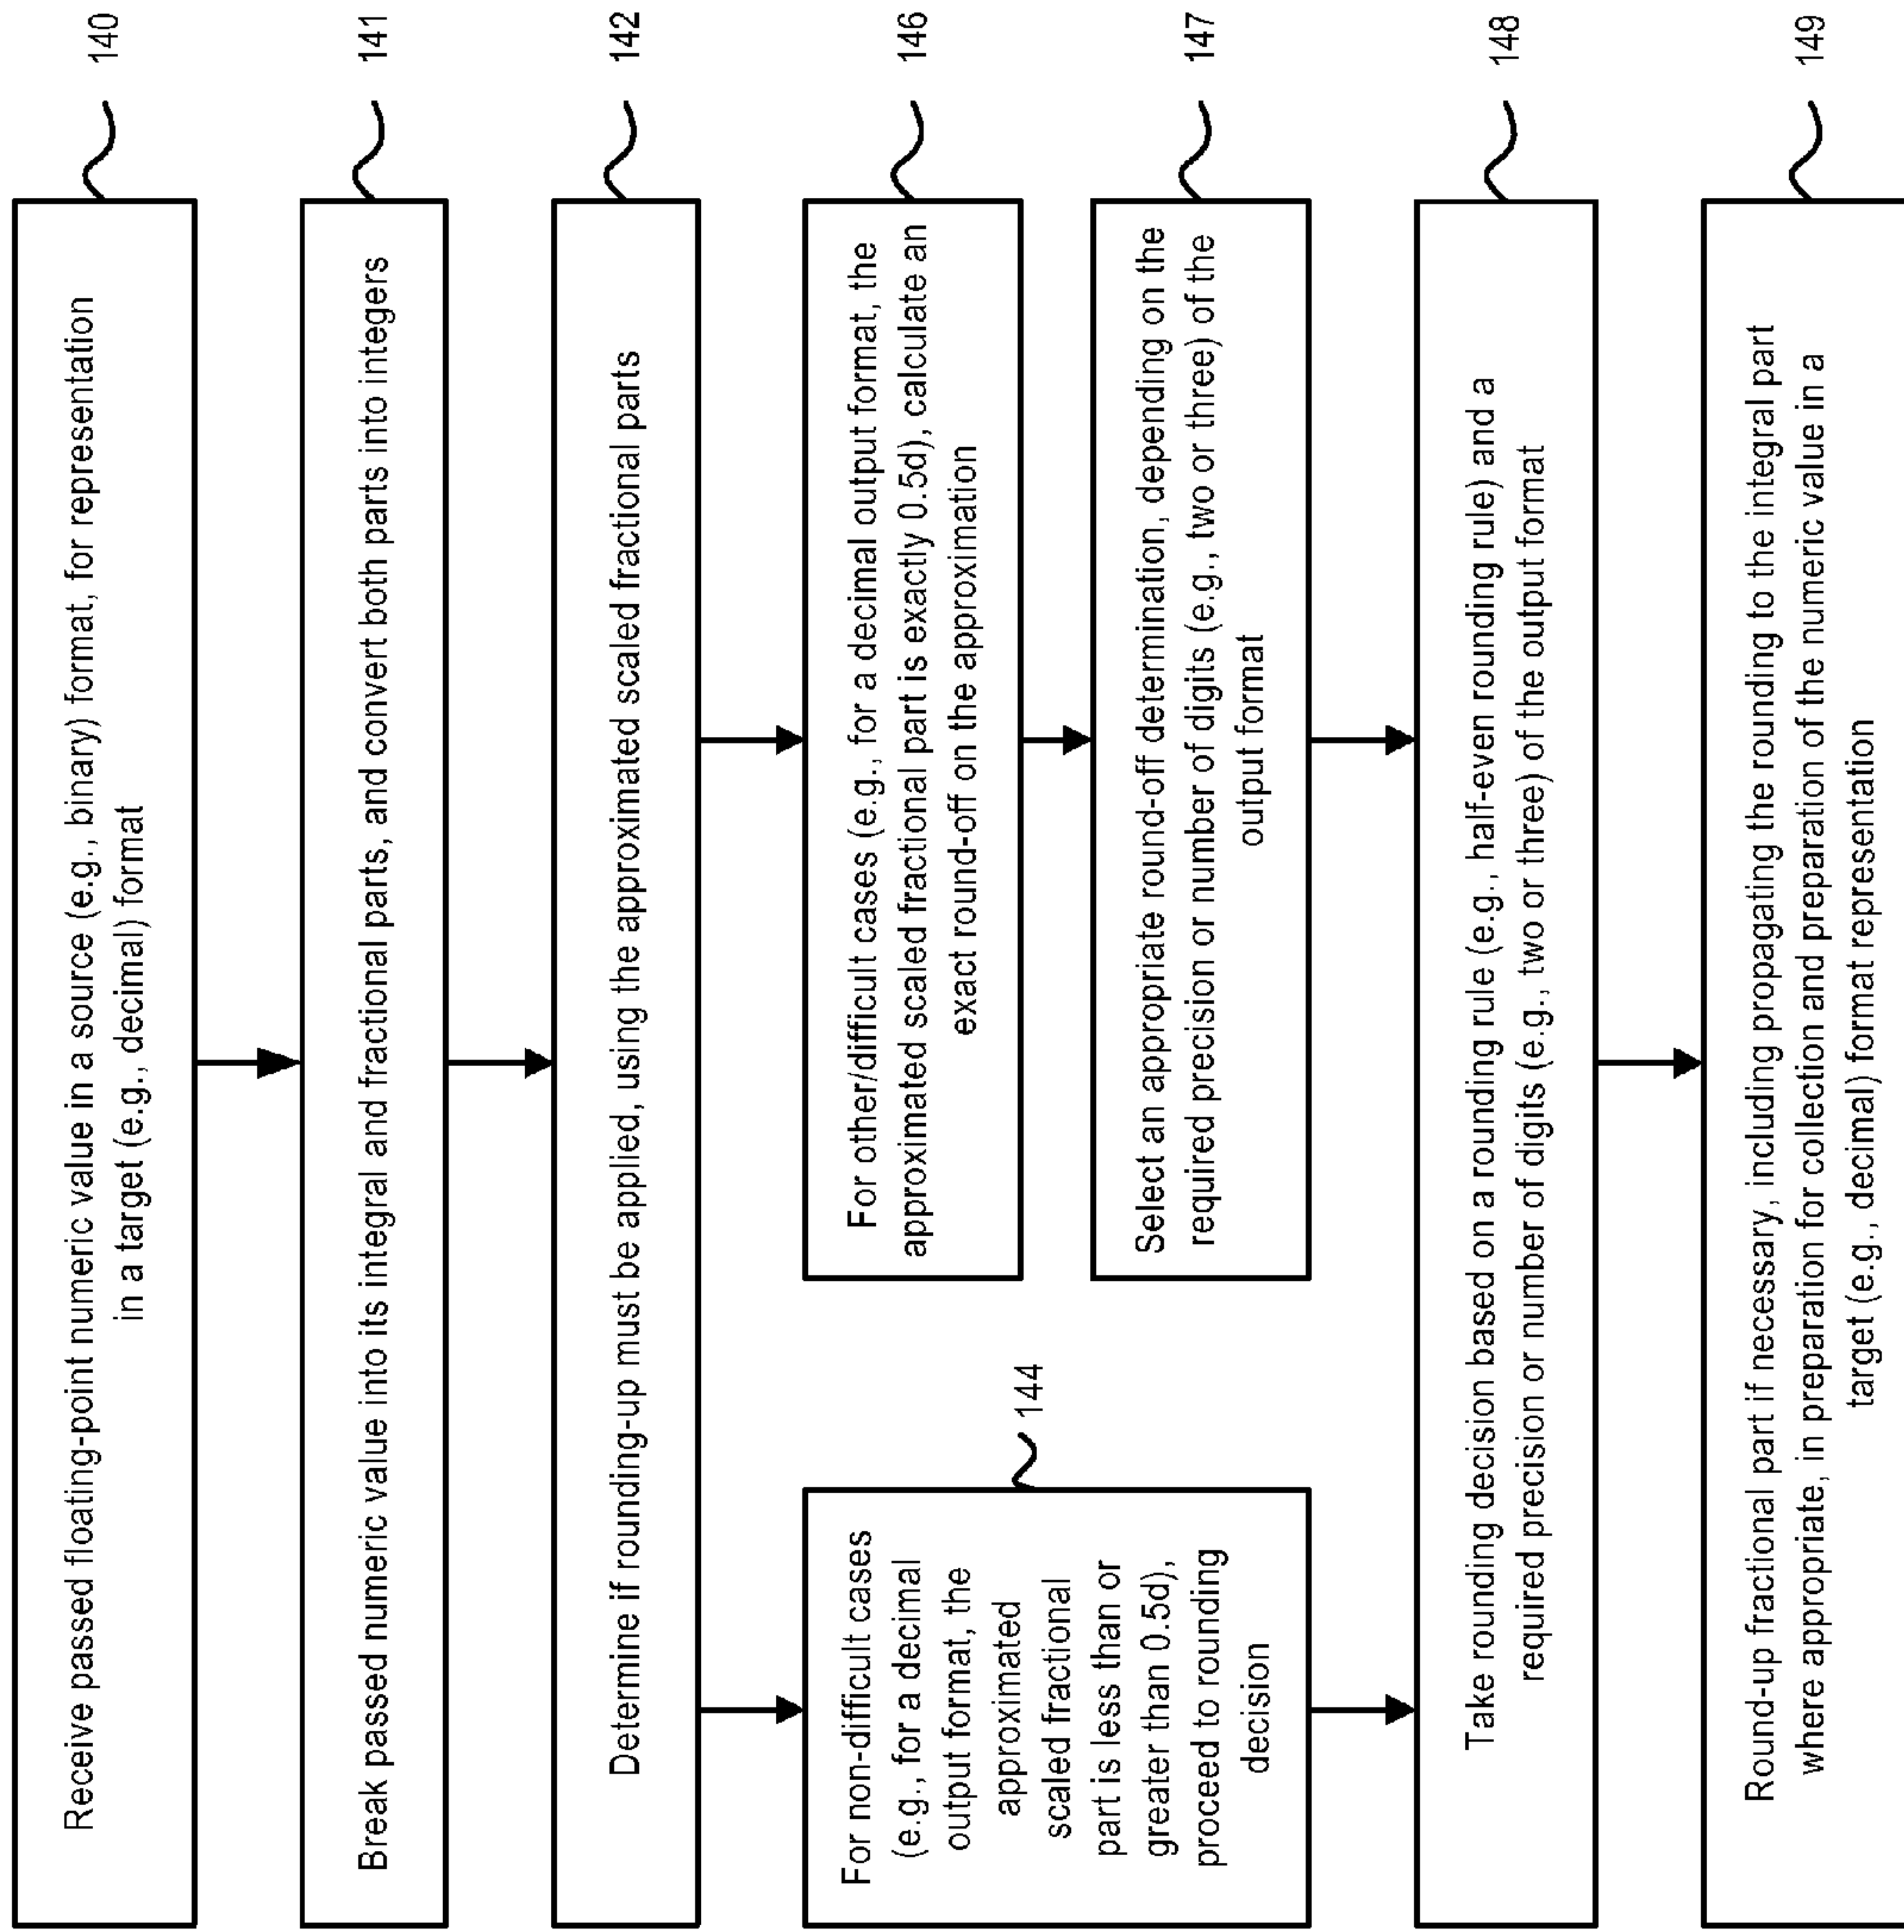 Receive passed floating-point numeric value in a source (e.g., binary) format, for representation
in a target (e.g., decimal) format
140
Break passed numeric value into its integral and fractional parts, and convert both parts into integers
141
Determine if rounding-up must be applied, using the approximated scaled fractional parts
142
For non-difficult cases
(e.g., for a decimal
output format, the
approximated
scaled fractional
part is less than or
greater than 0.5d),
proceed to rounding
decision
144
For other/difficult cases (e.g., for a decimal output format, the
approximated scaled fractional part is exactly 0.5d), calculate an
exact round-off on the approximation
146
Select an appropriate round-off determination, depending on the
required precision or number of digits (e.g., two or three) of the
output format
147
Take rounding decision based on a rounding rule (e.g., half-even rounding rule) and a
required precision or number of digits (e.g., two or three) of the output format
148
Round-up fractional part if necessary, including propagating the rounding to the integral part
where appropriate, in preparation for collection and preparation of the numeric value in a
target (e.g., decimal) format representation
149